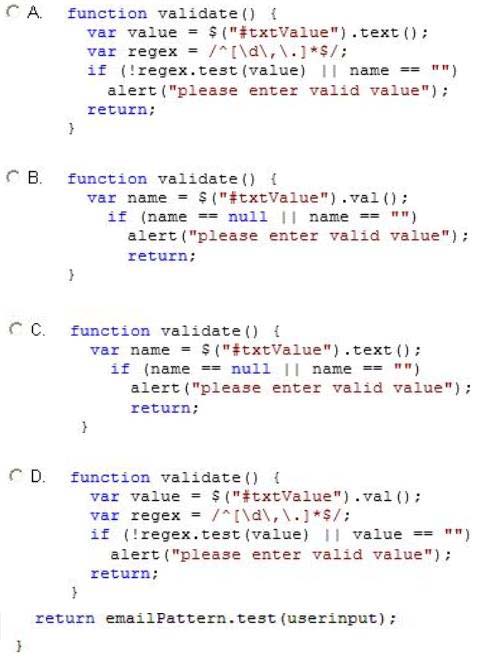 A. function validate() {
var value = $("#txtValue").text();
var regex = /^[\d\,\.]*$/;
if (!regex.test(value) || name == "")
alert("please enter valid value");
return;
}
B. function validate() {
var name = $("#txtValue").val();
if (name == null || name == "")
alert("please enter valid value");
return;
}
C. function validate() {
var name = $("#txtValue").text();
if (name == null || name == "")
alert("please enter valid value");
return;
}
D. function validate() {
var value = $("#txtValue").val();
var regex = /^[\d\,\.]*$/;
if (!regex.test(value) || value == "")
alert("please enter valid value");
return;
}
return emailPattern.test(userinput);
}